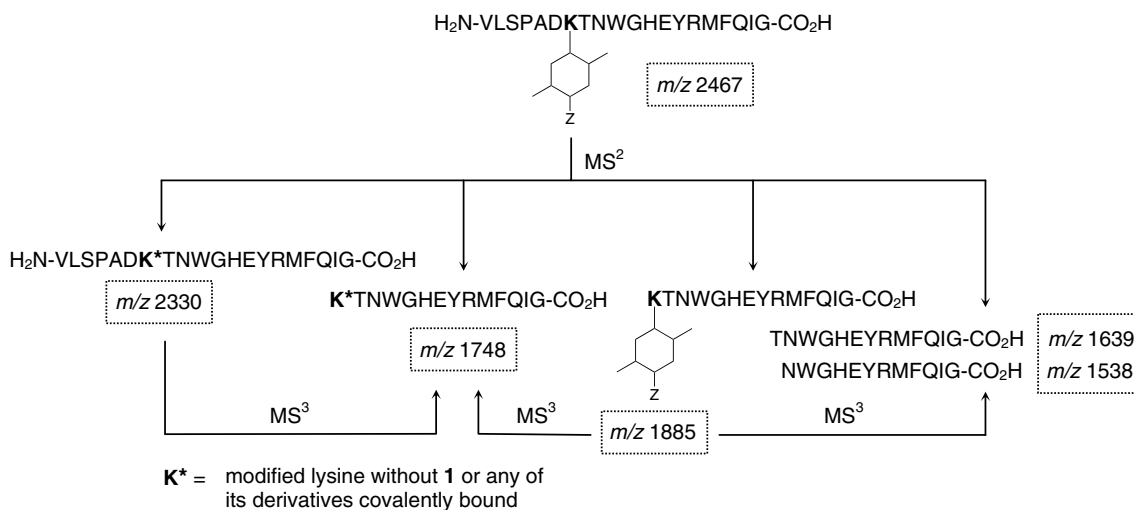 H₂N-VLSPADKTNWGHEYRMFQIG-CO₂H
m/z 2467
Z
MS²
H₂N-VLSPADK*TNWGHEYRMFQIG-CO₂H
m/z 2330
K*TNWGHEYRMFQIG-CO₂H
m/z 1748
KTNWGHEYRMFQIG-CO₂H
Z
m/z 1885
TNWGHEYRMFQIG-CO₂H m/z 1639
NWGHEYRMFQIG-CO₂H m/z 1538
MS³ MS³ MS³
K* = modified lysine without 1 or any of
its derivatives covalently bound